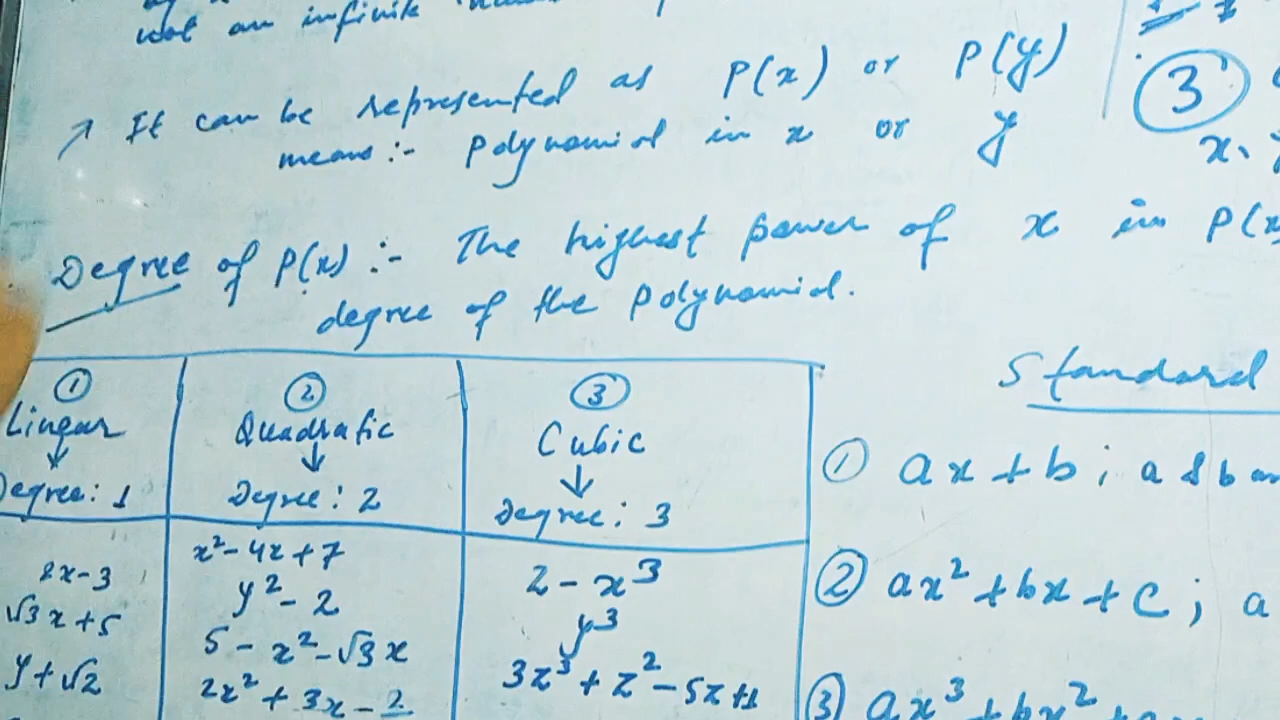 not an infinite
↗ It can be represented as P(x) or P(y)
means :- polynomial in x or y
3
x,
Degree of P(x) :- The highest power of x in P(x
degree of the polynomial.
① Linear ↓ Degree: 1
② Quadratic ↓ Degree: 2
③ Cubic ↓ Degree: 3
2x-3
√3x+5
y+√2
x²-4x+7
y²-2
5-x²-√3x
2x²+3x-2
2-x³
y³
3z³+z²-5z+1
Standard
① ax+b ; a & b
② ax²+bx+c ; a
③ ax³+bx²+